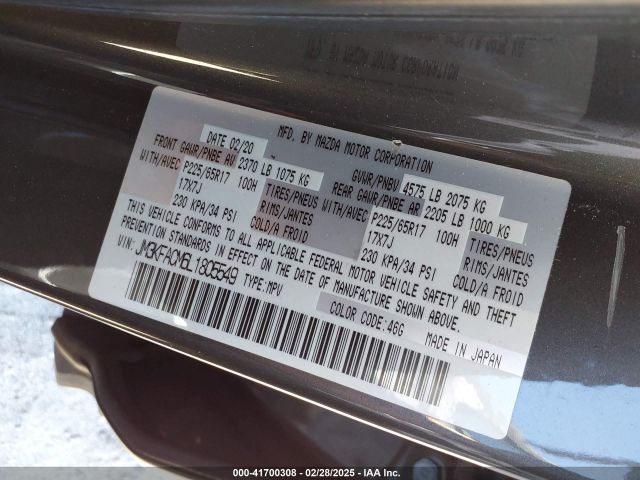 MFD. BY MAZDA MOTOR CORPORATION
DATE 02/20
FRONT GAWR/PNBE AV 2370 LB 1075 KG
WITH/AVEC P225/65R17 100H TIRES/PNEUS
17X7J RIMS/JANTES
230 KPA/34 PSI COLD/A FROID
GVWR/PNBV 4575 LB 2075 KG
REAR GAWR/PNBE AR 2205 LB 1000 KG
WITH/AVEC P225/65R17 100H TIRES/PNEUS
17X7J RIMS/JANTES
230 KPA/34 PSI COLD/A FROID
THIS VEHICLE CONFORMS TO ALL APPLICABLE FEDERAL MOTOR VEHICLE SAFETY AND THEFT
PREVENTION STANDARDS IN EFFECT ON THE DATE OF MANUFACTURE SHOWN ABOVE.
VIN: JM3KFACM6L1805549 TYPE:MPV
COLOR CODE:46G
MADE IN JAPAN
000-41700308 - 02/28/2025 - IAA Inc.